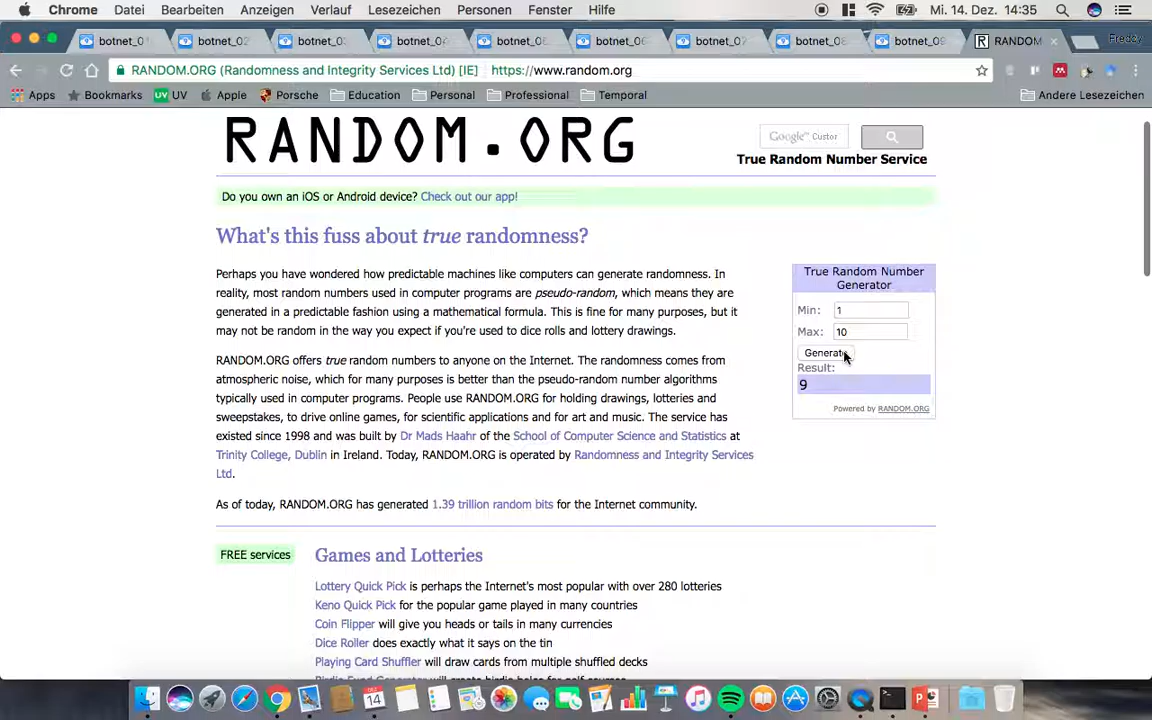 Chrome Datei Bearbeiten Anzeigen Verlauf Lesezeichen Personen Fenster Hilfe Mi. 14. Dez. 14:35
botnet_0 botnet_02 botnet_0 botnet_0 botnet_0 botnet_06 botnet_07 botnet_08 botnet_09 RANDOM Freddy
RANDOM.ORG (Randomness and Integrity Services Ltd) [IE] https://www.random.org
Apps Bookmarks UV UV Apple Porsche Education Personal Professional Temporal Andere Lesezeichen
RANDOM.ORG
Google™ Custor
True Random Number Service
Do you own an iOS or Android device? Check out our app!
What's this fuss about true randomness?
Perhaps you have wondered how predictable machines like computers can generate randomness. In
reality, most random numbers used in computer programs are pseudo-random, which means they are
generated in a predictable fashion using a mathematical formula. This is fine for many purposes, but it
may not be random in the way you expect if you're used to dice rolls and lottery drawings.
RANDOM.ORG offers true random numbers to anyone on the Internet. The randomness comes from
atmospheric noise, which for many purposes is better than the pseudo-random number algorithms
typically used in computer programs. People use RANDOM.ORG for holding drawings, lotteries and
sweepstakes, to drive online games, for scientific applications and for art and music. The service has
existed since 1998 and was built by Dr Mads Haahr of the School of Computer Science and Statistics at
Trinity College, Dublin in Ireland. Today, RANDOM.ORG is operated by Randomness and Integrity Services
Ltd.
As of today, RANDOM.ORG has generated 1.39 trillion random bits for the Internet community.
True Random Number
Generator
Min: 1
Max: 10
Generate
Result:
9
Powered by RANDOM.ORG
FREE services
Games and Lotteries
Lottery Quick Pick is perhaps the Internet's most popular with over 280 lotteries
Keno Quick Pick for the popular game played in many countries
Coin Flipper will give you heads or tails in many currencies
Dice Roller does exactly what it says on the tin
Playing Card Shuffler will draw cards from multiple shuffled decks
14